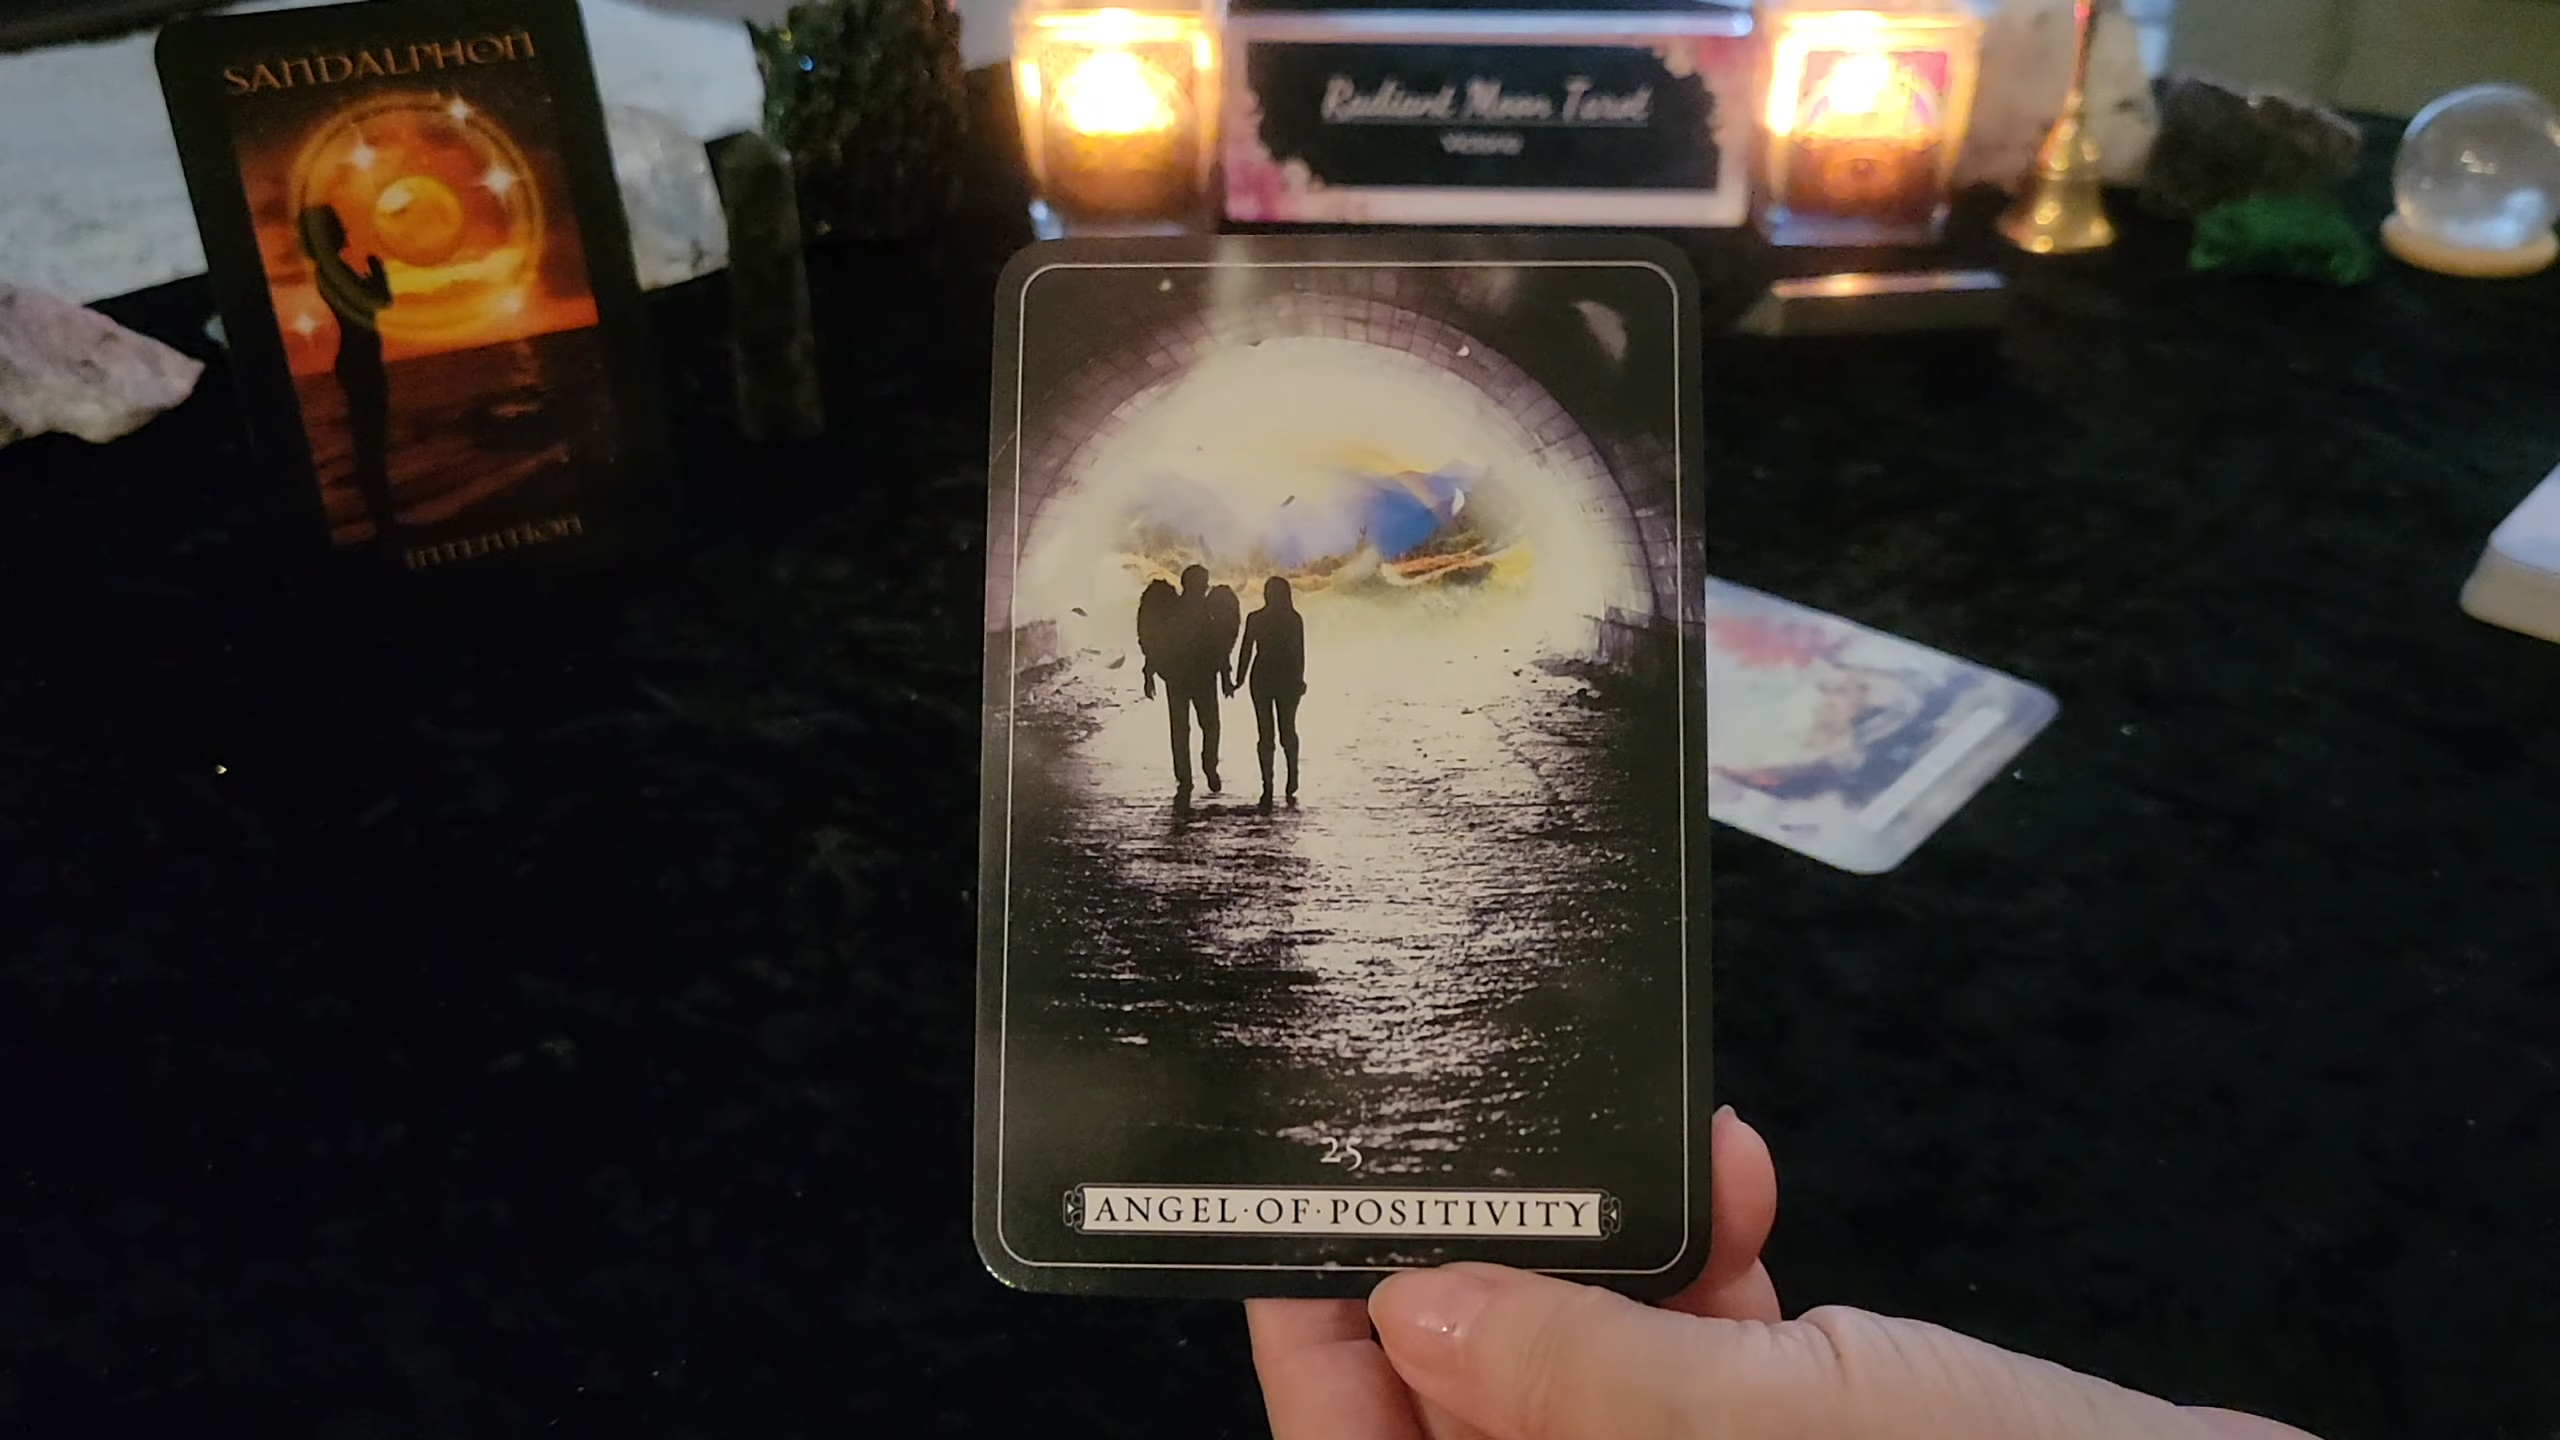 SANDALPHON
INTENTION
Radiant Moon Tarot
25
ANGEL·OF·POSITIVITY